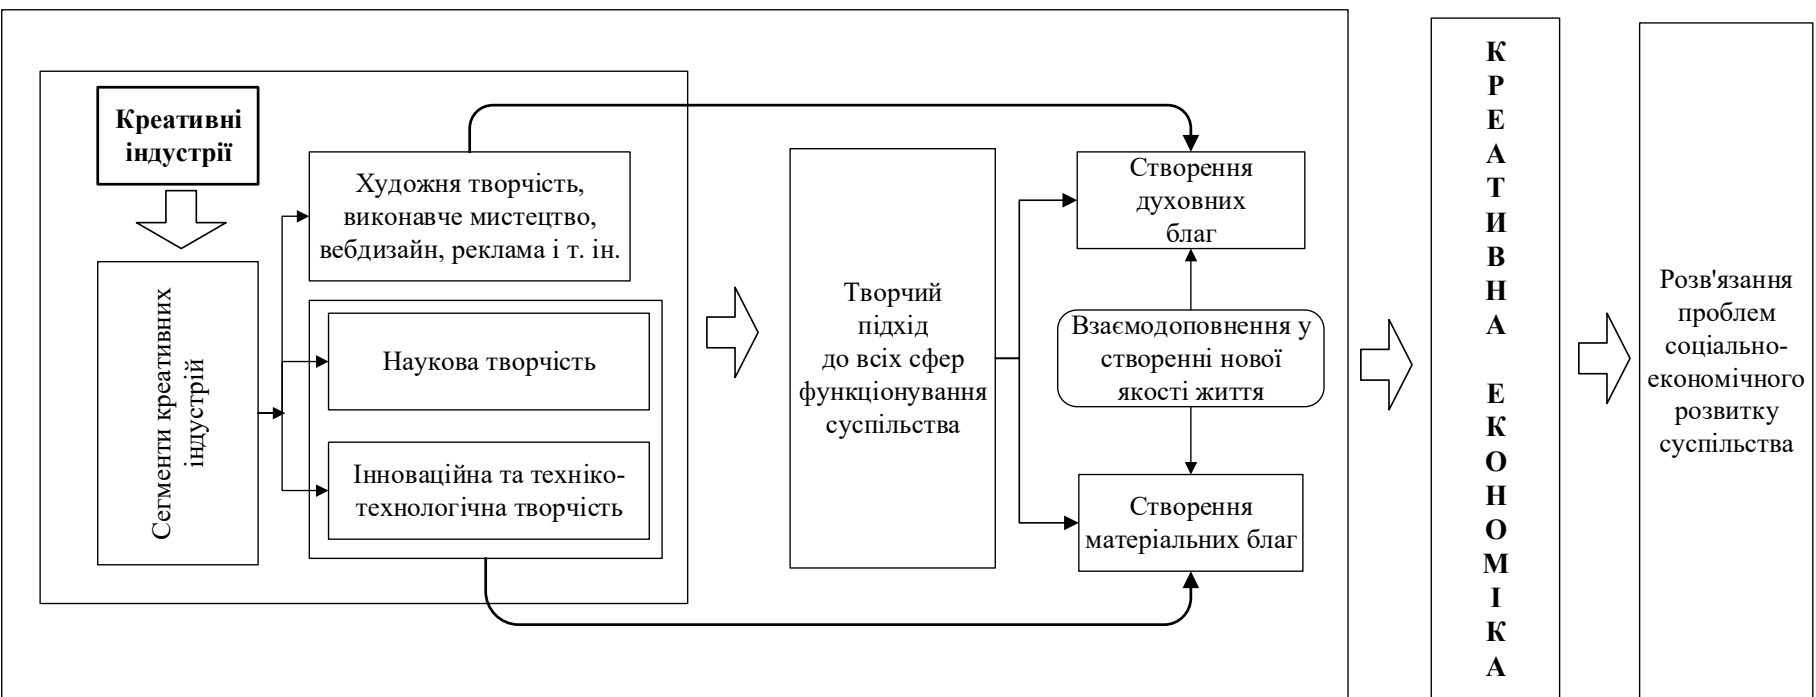 Креативні
індустрії
Сегменти креативних
індустрій
Художня творчість,
виконавче мистецтво,
вебдизайн, реклама і т. ін.
Наукова творчість
Інноваційна та техніко-
технологічна творчість
Творчий
підхід
до всіх сфер
функціонування
суспільства
Створення
духовних
благ
Взаємодоповнення у
створенні нової
якості життя
Створення
матеріальних благ
К
Р
Е
А
Т
И
В
Н
А
Е
К
О
Н
О
М
І
К
А
Розв'язання
проблем
соціально-
економічного
розвитку
суспільства